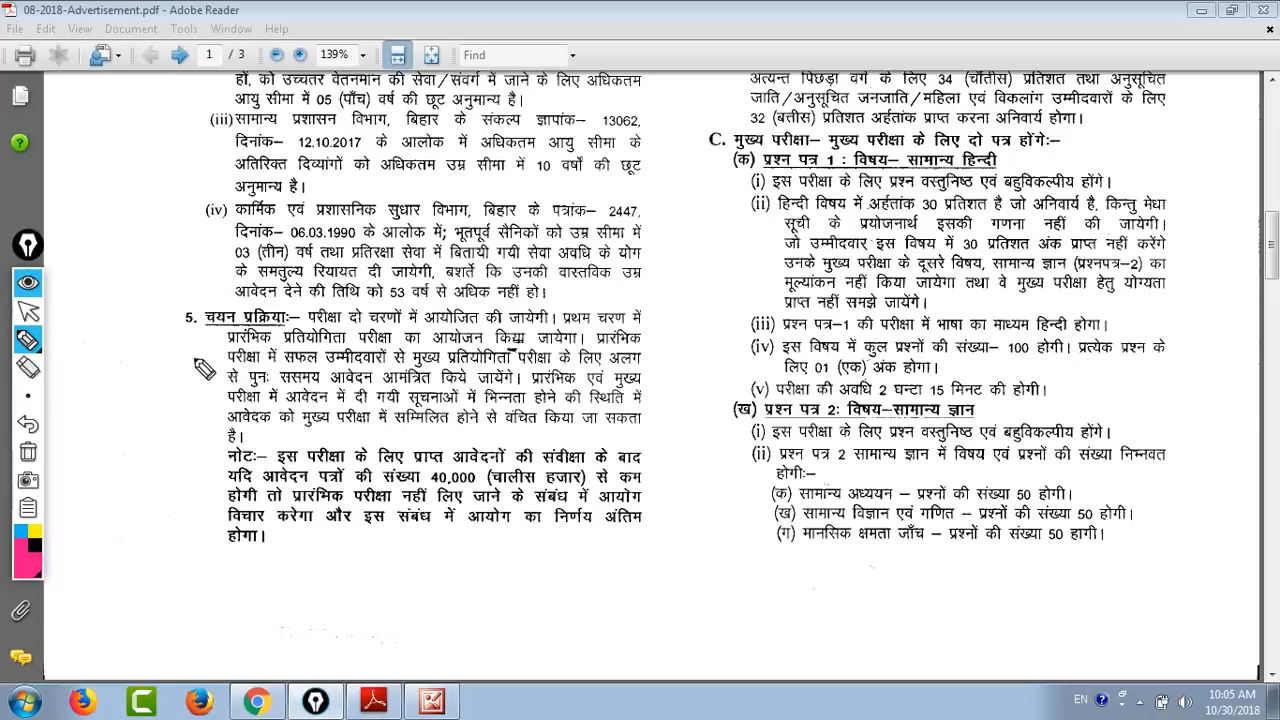 08-2018-Advertisement.pdf - Adobe Reader
File Edit View Document Tools Window Help
1 / 3 139% Find
हों, को उच्चतर वेतनमान की सेवा/संवर्ग में जाने के लिए अधिकतम
आयु सीमा में 05 (पाँच) वर्ष की छूट अनुमान्य है।
(iii) सामान्य प्रशासन विभाग, बिहार के संकल्प ज्ञापांक– 13062,
दिनांक– 12.10.2017 के आलोक में अधिकतम आयु सीमा के
अतिरिक्त दिव्यांगों को अधिकतम उम्र सीमा में 10 वर्षो की छूट
अनुमान्य है।
(iv) कार्मिक एवं प्रशासनिक सुधार विभाग, बिहार के पत्रांक– 2447,
दिनांक– 06.03.1990 के आलोक में; भूतपूर्व सैनिकों को उम्र सीमा में
03 (तीन) वर्ष तथा प्रतिरक्षा सेवा में बितायी गयी सेवा अवधि के योग
के समतुल्य रियायत दी जायेगी, बशर्ते कि उनकी वास्तविक उम्र
आवेदन देने की तिथि को 53 वर्ष से अधिक नहीं हो।
5. चयन प्रक्रियाः– परीक्षा दो चरणों में आयोजित की जायेगी। प्रथम चरण में
प्रारंभिक प्रतियोगिता परीक्षा का आयोजन किया जायेगा। प्रारंभिक
परीक्षा में सफल उम्मीदवारों से मुख्य प्रतियोगिता परीक्षा के लिए अलग
से पुनः ससमय आवेदन आमंत्रित किये जायेंगे। प्रारंभिक एवं मुख्य
परीक्षा में आवेदन में दी गयी सूचनाओं में भिन्नता होने की स्थिति में
आवेदक को मुख्य परीक्षा में सम्मिलित होने से वंचित किया जा सकता
है।
नोटः– इस परीक्षा के लिए प्राप्त आवेदनों की संवीक्षा के बाद
यदि आवेदन पत्रों की संख्या 40,000 (चालीस हजार) से कम
होगी तो प्रारंभिक परीक्षा नहीं लिए जाने के संबंध में आयोग
विचार करेगा और इस संबंध में आयोग का निर्णय अंतिम
होगा।
अत्यन्त पिछड़ा वर्ग के लिए 34 (चौंतीस) प्रतिशत तथा अनुसूचित
जाति/अनुसूचित जनजाति/महिला एवं विकलांग उम्मीदवारों के लिए
32 (बत्तीस) प्रतिशत अर्हतांक प्राप्त करना अनिवार्य होगा।
C. मुख्य परीक्षा– मुख्य परीक्षा के लिए दो पत्र होंगेः–
(क) प्रश्न पत्र 1 : विषय– सामान्य हिन्दी
(i) इस परीक्षा के लिए प्रश्न वस्तुनिष्ठ एवं बहुविकल्पीय होंगे।
(ii) हिन्दी विषय में अर्हतांक 30 प्रतिशत है जो अनिवार्य है, किन्तु मेधा
सूची के प्रयोजनार्थ इसकी गणना नहीं की जायेगी।
जो उम्मीदवार इस विषय में 30 प्रतिशत अंक प्राप्त नहीं करेंगे
उनके मुख्य परीक्षा के दूसरे विषय, सामान्य ज्ञान (प्रश्नपत्र–2) का
मूल्यांकन नहीं किया जायेगा तथा वे मुख्य परीक्षा हेतु योग्यता
प्राप्त नहीं समझे जायेंगे।
(iii) प्रश्न पत्र–1 की परीक्षा में भाषा का माध्यम हिन्दी होगा।
(iv) इस विषय में कुल प्रश्नों की संख्या– 100 होगी। प्रत्येक प्रश्न के
लिए 01 (एक) अंक होगा।
(v) परीक्षा की अवधि 2 घन्टा 15 मिनट की होगी।
(ख) प्रश्न पत्र 2: विषय–सामान्य ज्ञान
(i) इस परीक्षा के लिए प्रश्न वस्तुनिष्ठ एवं बहुविकल्पीय होंगे।
(ii) प्रश्न पत्र 2 सामान्य ज्ञान में विषय एवं प्रश्नों की संख्या निम्नवत
होगीः–
(क) सामान्य अध्ययन – प्रश्नों की संख्या 50 होगी।
(ख) सामान्य विज्ञान एवं गणित – प्रश्नों की संख्या 50 होगी।
(ग) मानसिक क्षमता जाँच – प्रश्नों की संख्या 50 हागी।
EN
10:05 AM
10/30/2018